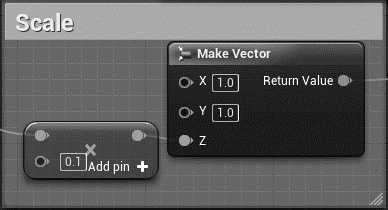 Scale
Make Vector
X 1.0 Return Value
Y 1.0
Z
0.1 Add pin +